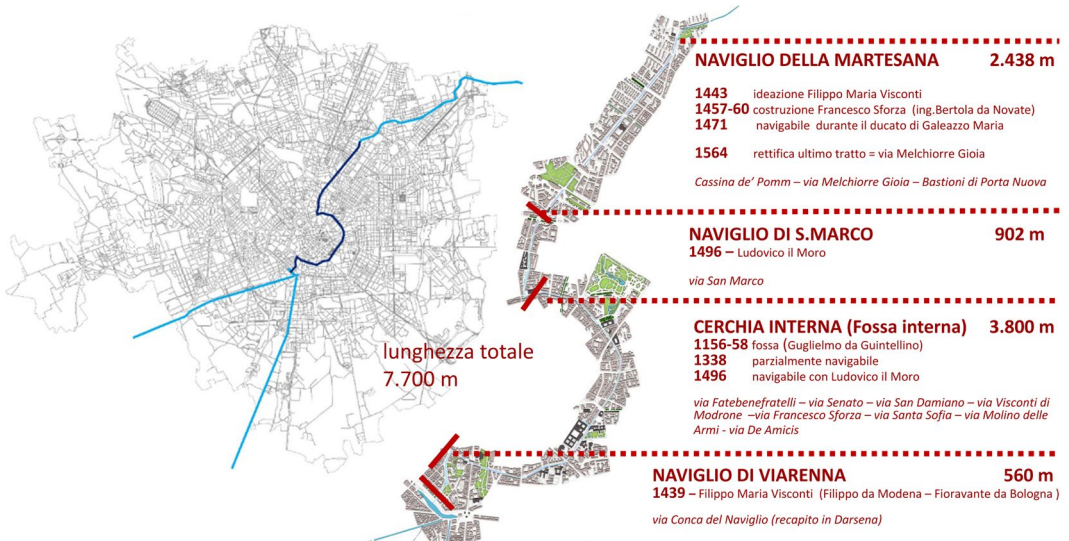 lunghezza totale
7.700 m
NAVIGLIO DELLA MARTESANA 2.438 m
1443 ideazione Filippo Maria Visconti
1457-60 costruzione Francesco Sforza (ing.Bertola da Novate)
1471 navigabile durante il ducato di Galeazzo Maria
1564 rettifica ultimo tratto = via Melchiorre Gioia
Cassina de’ Pomm – via Melchiorre Gioia – Bastioni di Porta Nuova
NAVIGLIO DI S.MARCO 902 m
1496 – Ludovico il Moro
via San Marco
CERCHIA INTERNA (Fossa interna) 3.800 m
1156-58 fossa (Guglielmo da Guintellino)
1338 parzialmente navigabile
1496 navigabile con Ludovico il Moro
via Fatebenefratelli – via Senato – via San Damiano – via Visconti di
Modrone –via Francesco Sforza – via Santa Sofia – via Molino delle
Armi - via De Amicis
NAVIGLIO DI VIARENNA 560 m
1439 – Filippo Maria Visconti (Filippo da Modena – Fioravante da Bologna )
via Conca del Naviglio (recapito in Darsena)